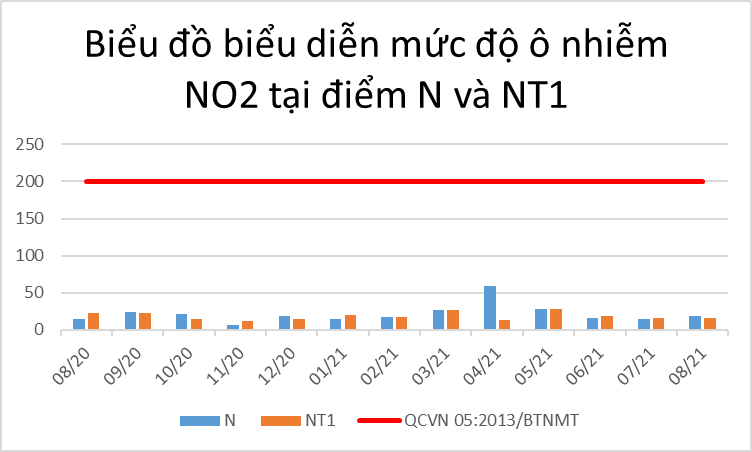 Biểu đồ biểu diễn mức độ ô nhiễm
NO2 tại điểm N và NT1
250
200
150
100
50
0
08/20 09/20 10/20 11/20 12/20 01/21 02/21 03/21 04/21 05/21 06/21 07/21 08/21
N NT1 QCVN 05:2013/BTNMT